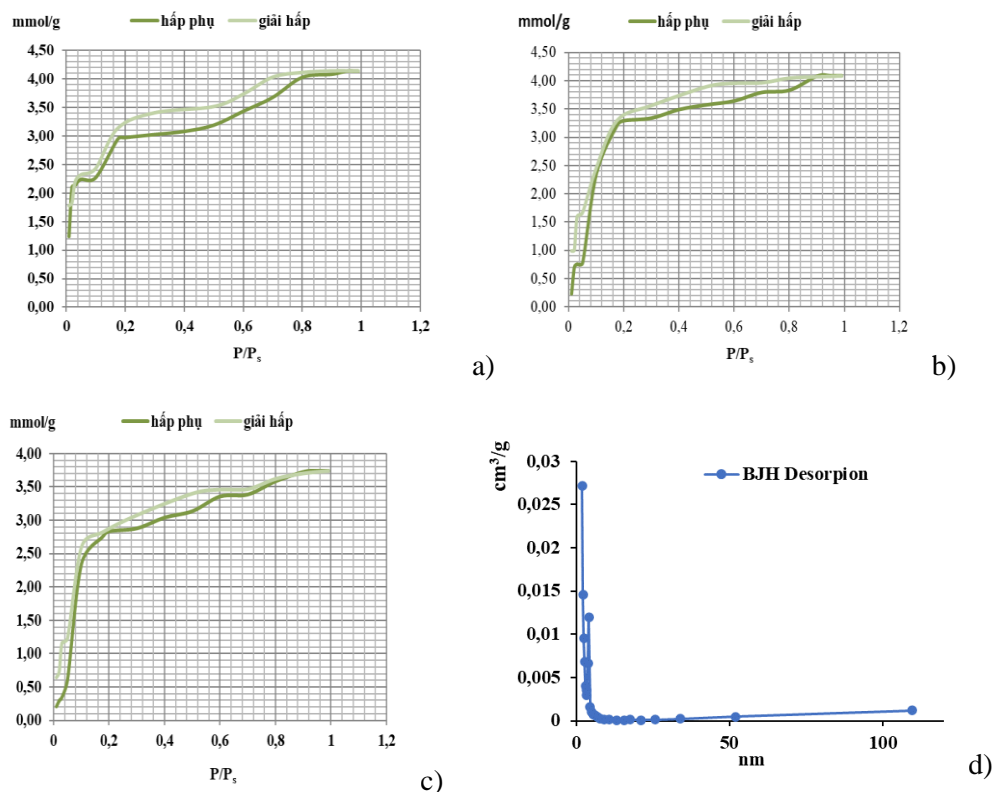 mmol/g
hấp phụ giải hấp
4,50
4,00
3,50
3,00
2,50
2,00
1,50
1,00
0,50
0,00
0 0,2 0,4 0,6 0,8 1 1,2
P/Pₛ
a)
mmol/g
hấp phụ giải hấp
4,50
4,00
3,50
3,00
2,50
2,00
1,50
1,00
0,50
0,00
0 0,2 0,4 0,6 0,8 1 1,2
P/Pₛ
b)
mmol/g
hấp phụ giải hấp
4,00
3,50
3,00
2,50
2,00
1,50
1,00
0,50
0,00
0 0,2 0,4 0,6 0,8 1 1,2
P/Pₛ
c)
cm³/g
BJH Desorpion
0,03
0,025
0,02
0,015
0,01
0,005
0
0 50 100
nm
d)